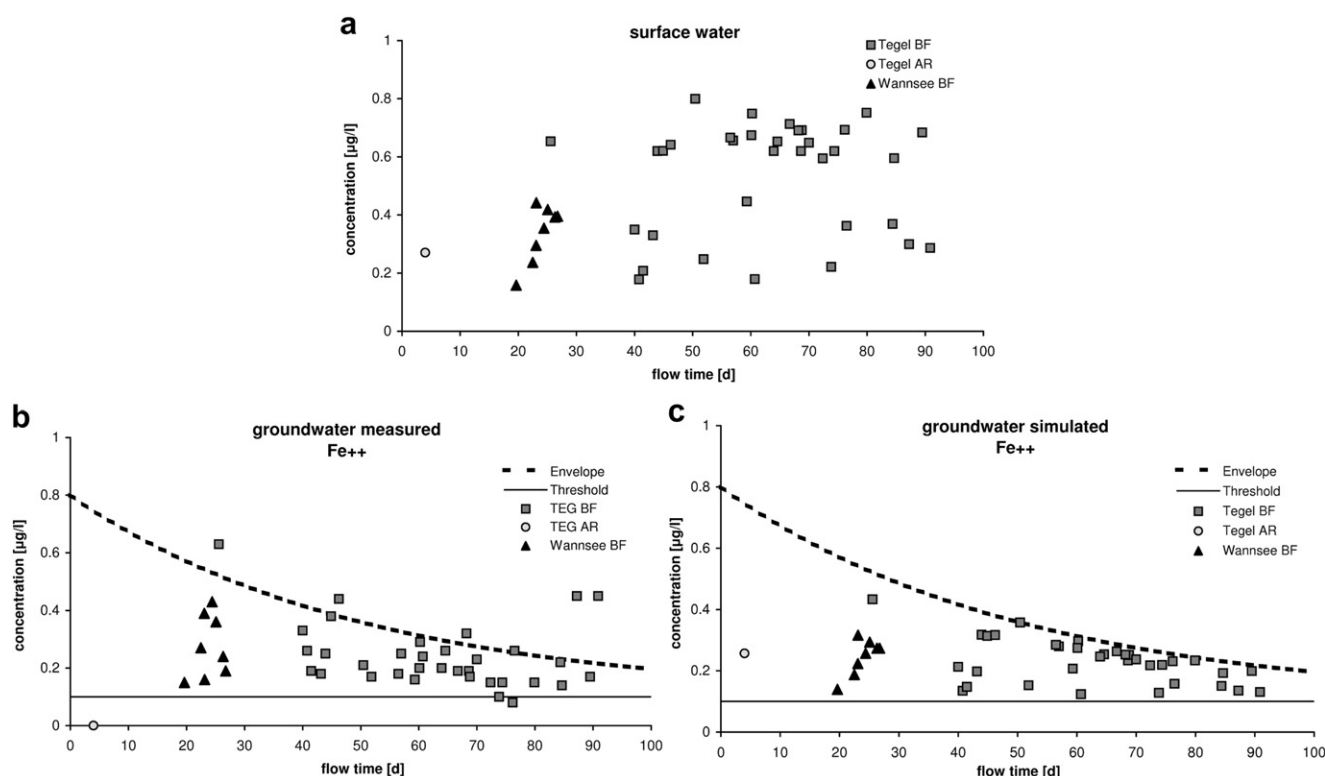 a
surface water
Tegel BF
Tegel AR
Wannsee BF
1
0.8
0.6
0.4
0.2
0
concentration [µg/l]
0 10 20 30 40 50 60 70 80 90 100
flow time [d]
b
groundwater measured
Fe++
Envelope
Threshold
TEG BF
TEG AR
Wannsee BF
1
0.8
0.6
0.4
0.2
0
concentration [µg/l]
0 10 20 30 40 50 60 70 80 90 100
flow time [d]
c
groundwater simulated
Fe++
Envelope
Threshold
Tegel BF
Tegel AR
Wannsee BF
1
0.8
0.6
0.4
0.2
0
concentration [µg/l]
0 10 20 30 40 50 60 70 80 90 100
flow time [d]